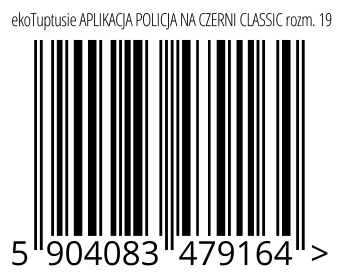 ekoTuptusie APLIKACJA POLICJA NA CZERNI CLASSIC rozm. 19
5 904083 479164 >